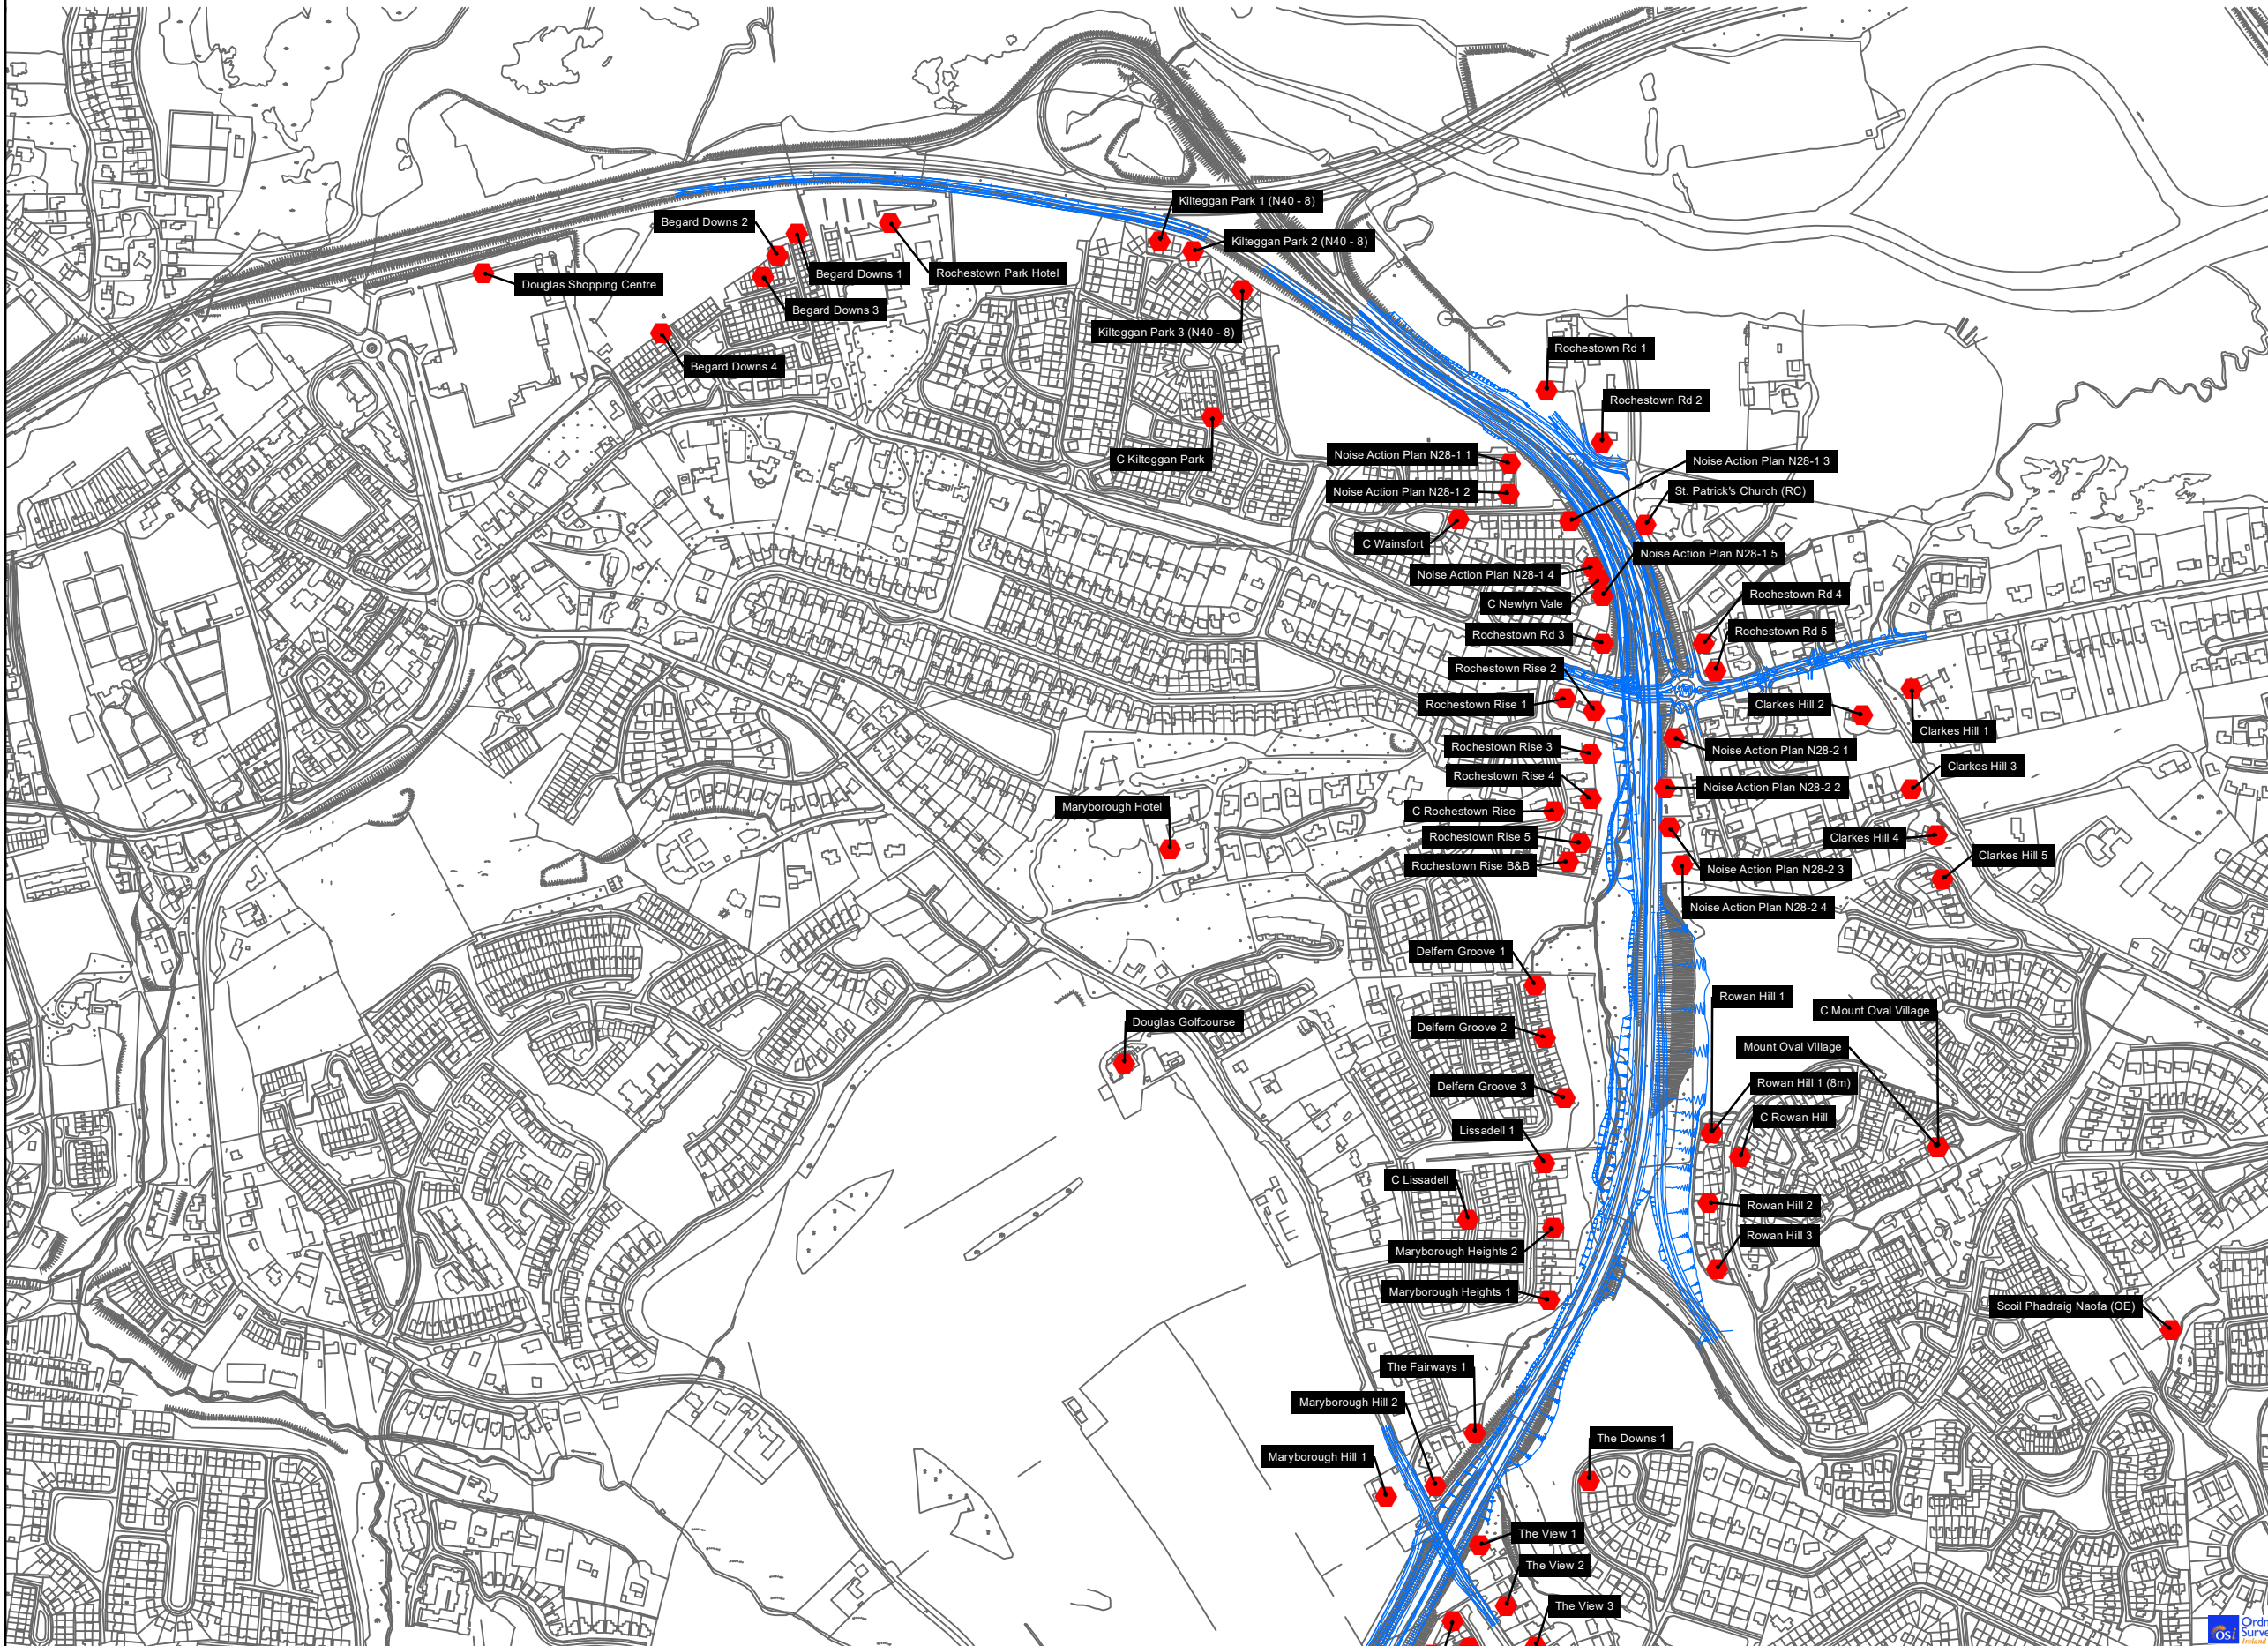 Kilteggan Park 1 (N40 - 8)
Begard Downs 2
Kilteggan Park 2 (N40 - 8)
Begard Downs 1
Rochestown Park Hotel
Douglas Shopping Centre
Begard Downs 3
Kilteggan Park 3 (N40 - 8)
Rochestown Rd 1
Begard Downs 4
Rochestown Rd 2
Noise Action Plan N28-1 1
C Kilteggan Park
Noise Action Plan N28-1 3
Noise Action Plan N28-1 2
St. Patrick's Church (RC)
C Wainsfort
Noise Action Plan N28-1 5
Noise Action Plan N28-1 4
Rochestown Rd 4
C Newlyn Vale
Rochestown Rd 5
Rochestown Rd 3
Rochestown Rise 2
Rochestown Rise 1
Clarkes Hill 2
Clarkes Hill 1
Rochestown Rise 3
Noise Action Plan N28-2 1
Clarkes Hill 3
Rochestown Rise 4
Noise Action Plan N28-2 2
Maryborough Hotel
C Rochestown Rise
Rochestown Rise 5
Clarkes Hill 4
Clarkes Hill 5
Rochestown Rise B&B
Noise Action Plan N28-2 3
Noise Action Plan N28-2 4
Delfern Groove 1
Rowan Hill 1
C Mount Oval Village
Douglas Golfcourse
Delfern Groove 2
Mount Oval Village
Delfern Groove 3
Rowan Hill 1 (8m)
C Rowan Hill
Lissadell 1
C Lissadell
Rowan Hill 2
Rowan Hill 3
Maryborough Heights 2
Maryborough Heights 1
Scoil Phadraig Naofa (OE)
The Fairways 1
Maryborough Hill 2
The Downs 1
Maryborough Hill 1
The View 1
The View 2
The View 3
osi